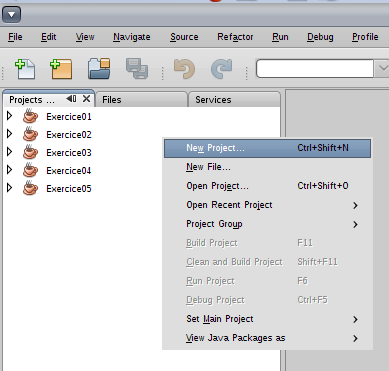 File Edit View Navigate Source Refactor Run Debug Profile
Projects ... Files Services
Exercice01
Exercice02
Exercice03
Exercice04
Exercice05
New Project... Ctrl+Shift+N
New File...
Open Project... Ctrl+Shift+O
Open Recent Project
Project Group
Build Project F11
Clean and Build Project Shift+F11
Run Project F6
Debug Project Ctrl+F5
Set Main Project
View Java Packages as